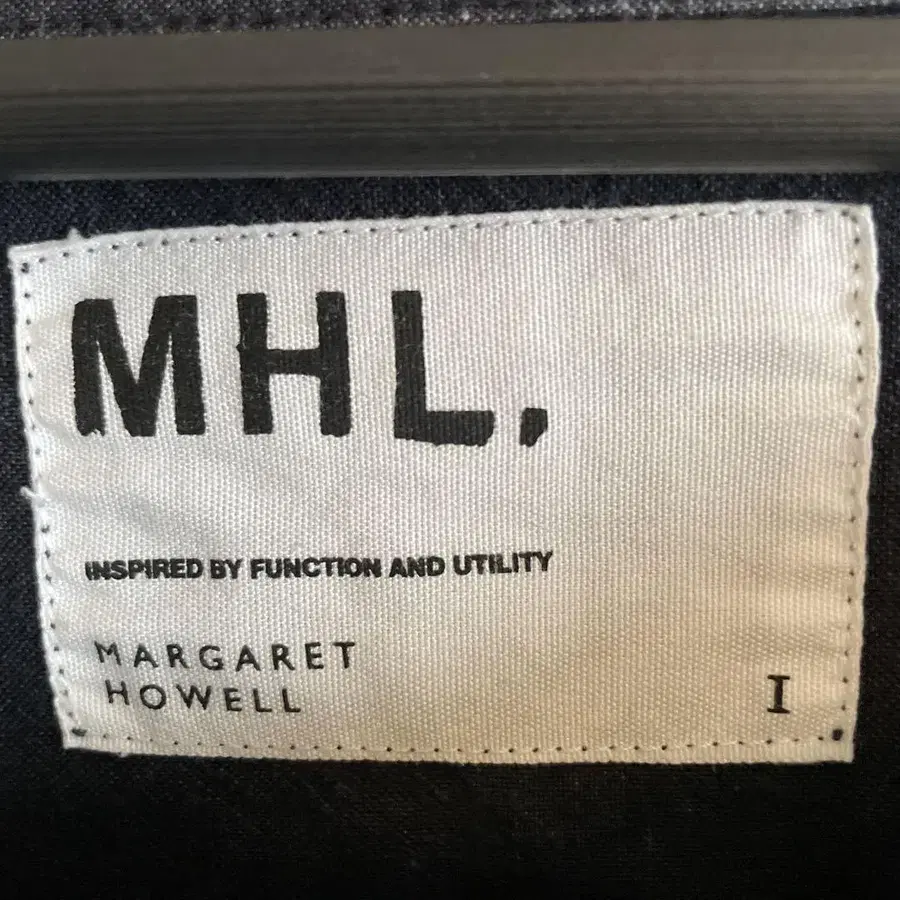 MHL.
INSPIRED BY FUNCTION AND UTILITY
MARGARET
HOWELL
I